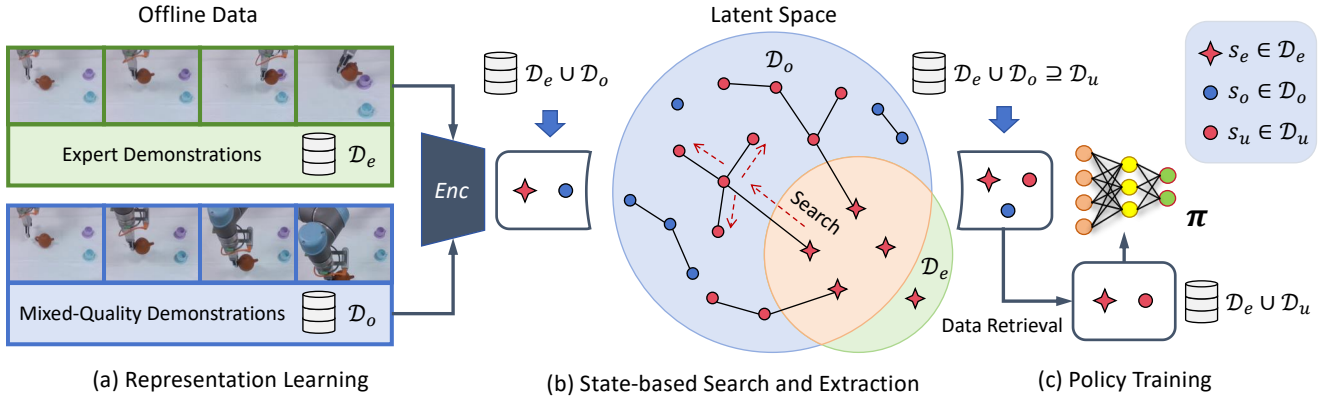 Offline Data
Expert Demonstrations
𝒟ₑ
Mixed-Quality Demonstrations
𝒟ₒ
Enc
(a) Representation Learning
𝒟ₑ ∪ 𝒟ₒ
Latent Space
𝒟ₒ
Search
𝒟ₑ
(b) State-based Search and Extraction
𝒟ₑ ∪ 𝒟ₒ ⊇ 𝒟ᵤ
sₑ ∈ 𝒟ₑ
sₒ ∈ 𝒟ₒ
sᵤ ∈ 𝒟ᵤ
π
Data Retrieval
𝒟ₑ ∪ 𝒟ᵤ
(c) Policy Training